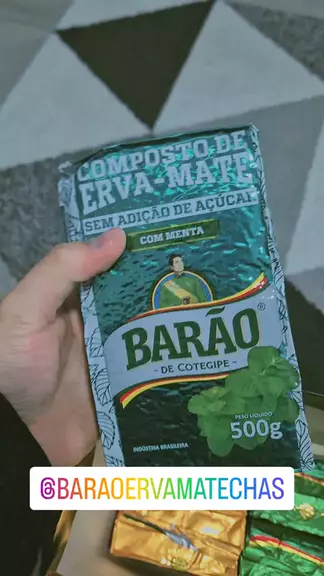 COMPOSTO DE
ERVA-MATE
SEM ADIÇÃO DE AÇÚCAR
COM MENTA
BARÃO®
- DE COTEGIPE -
PESO LÍQUIDO
500g
INDÚSTRIA BRASILEIRA
@BARAOERVAMATECHAS